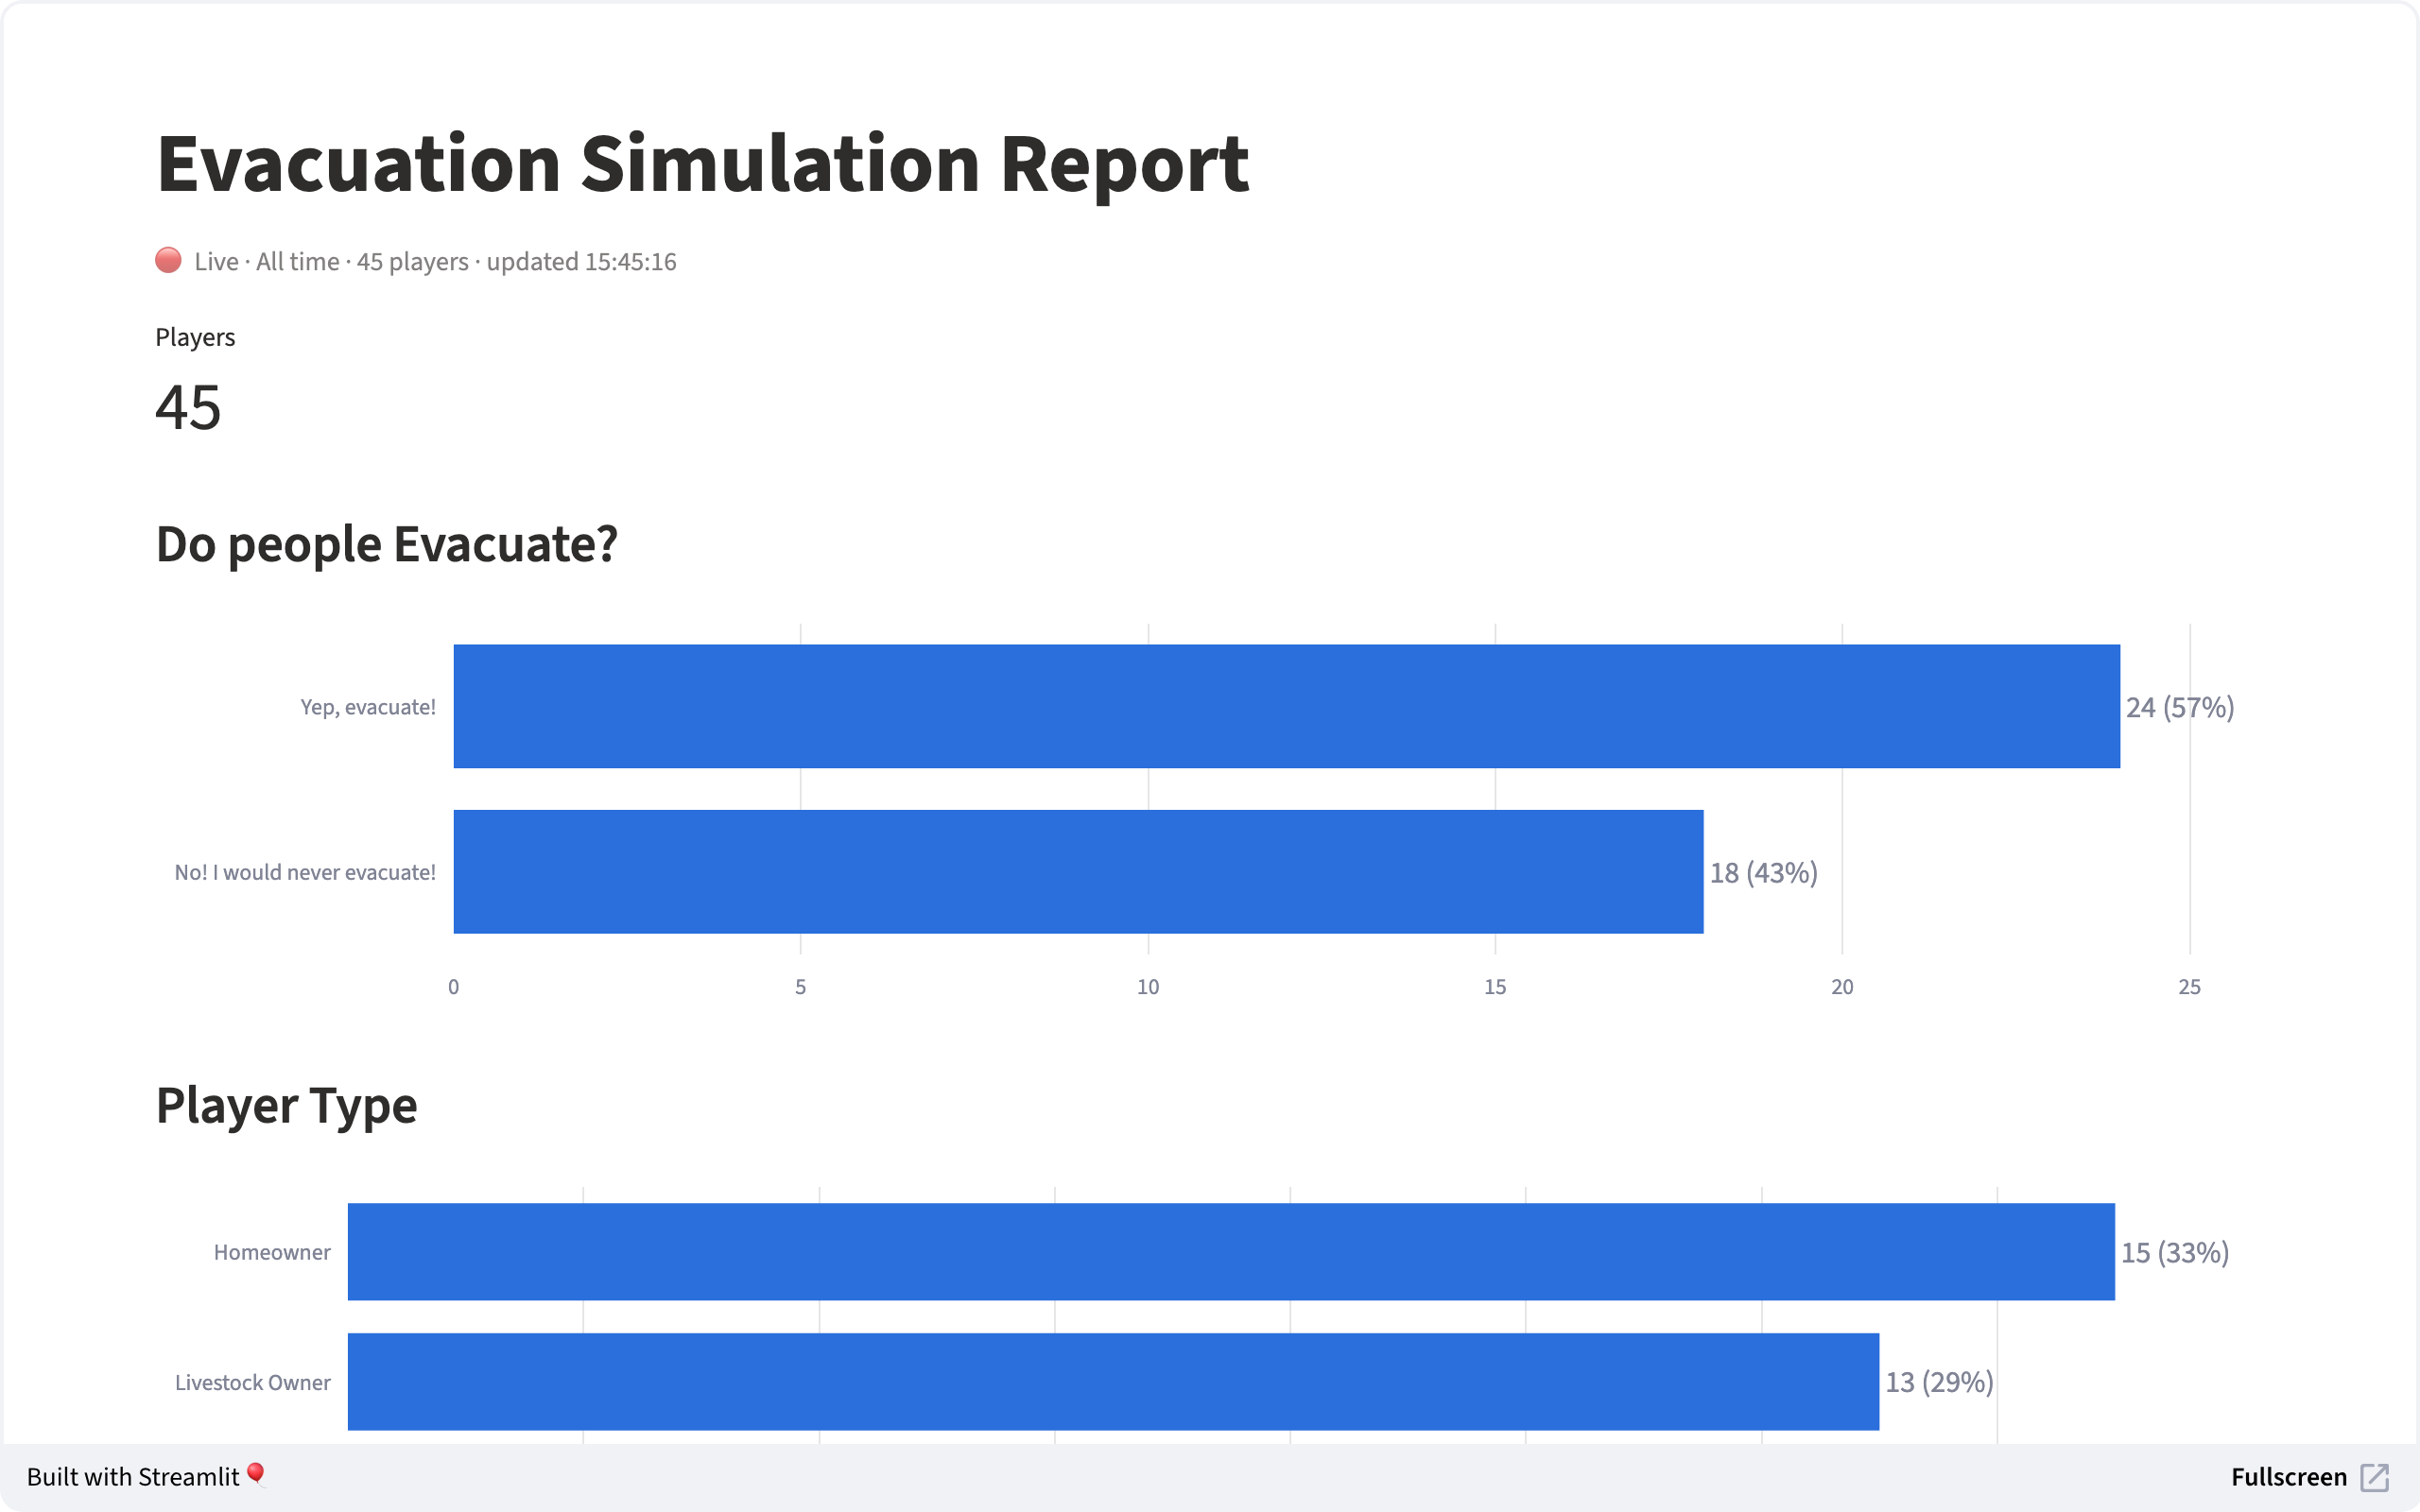 Evacuation Simulation Report
Live · All time · 45 players · updated 15:45:16
Players
45
Do people Evacuate?
Yep, evacuate!
24 (57%)
No! I would never evacuate!
18 (43%)
0 5 10 15 20 25
Player Type
Homeowner
15 (33%)
Livestock Owner
13 (29%)
Built with Streamlit
Fullscreen